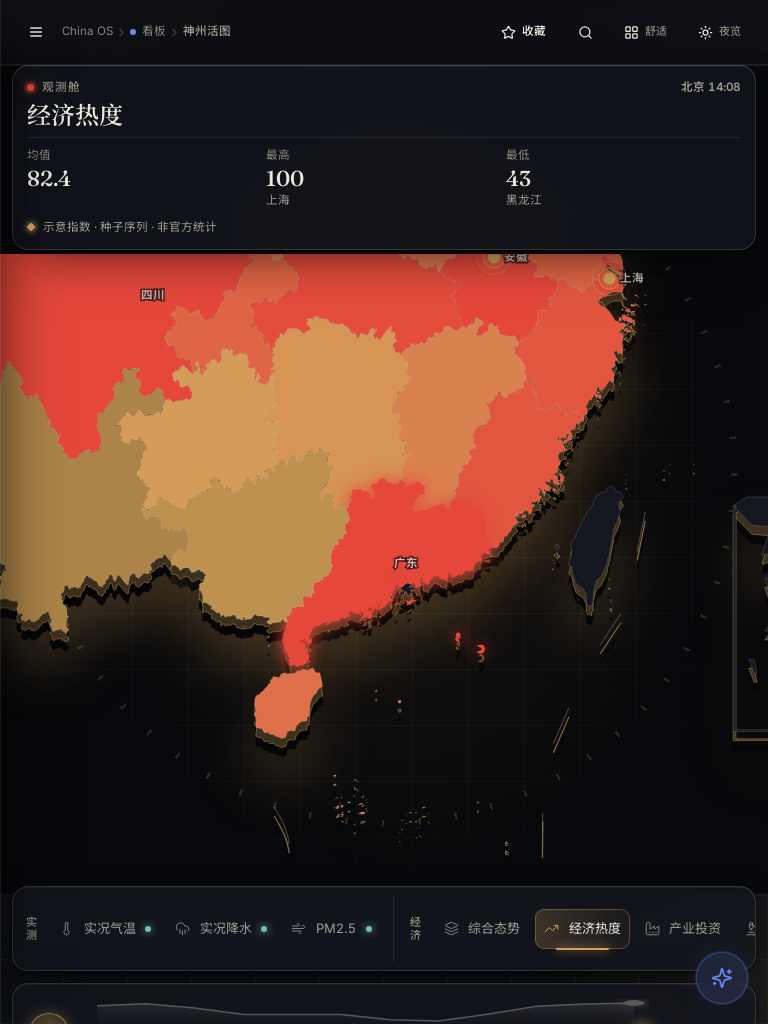 China OS › 看板 › 神州活图
收藏
舒适
夜览
观测舱
北京 14:08
经济热度
均值
82.4
最高
100
上海
最低
43
黑龙江
示意指数 · 种子序列 · 非官方统计
安徽
上海
四川
广东
实测
实况气温
实况降水
PM2.5
经济
综合态势
经济热度
产业投资